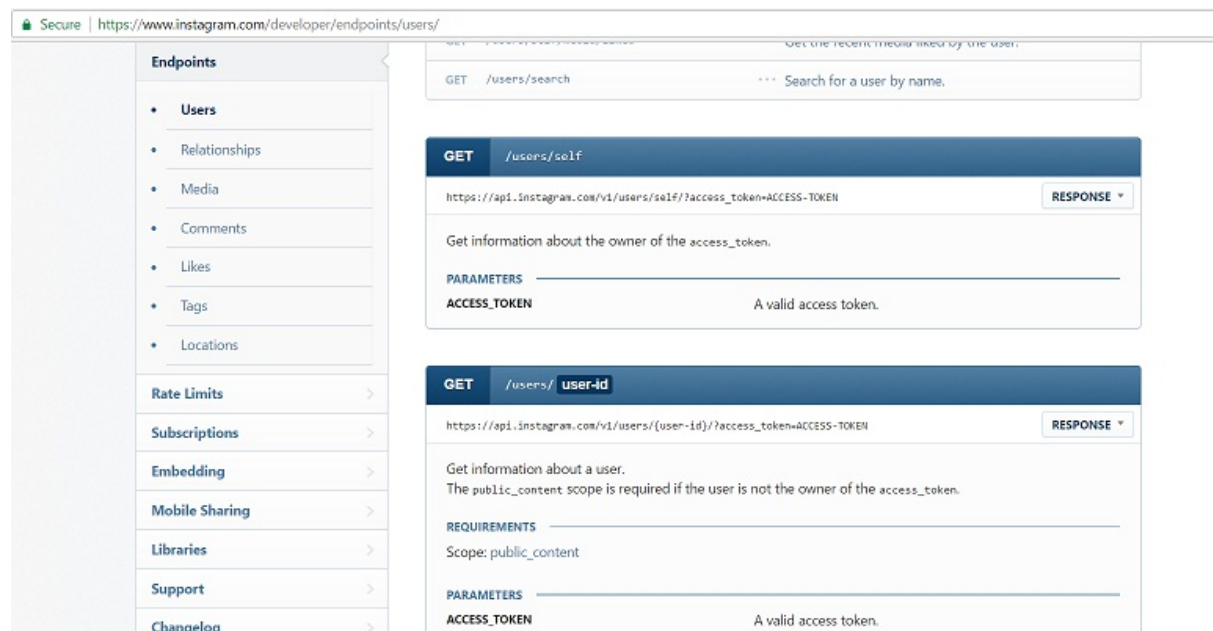 Secure | https://www.instagram.com/developer/endpoints/users/
Endpoints
Users
Relationships
Media
Comments
Likes
Tags
Locations
Rate Limits
Subscriptions
Embedding
Mobile Sharing
Libraries
Support
Changelog
Get the recent media liked by the user.
GET /users/search ··· Search for a user by name.
GET /users/self
https://api.instagram.com/v1/users/self/?access_token=ACCESS-TOKEN RESPONSE
Get information about the owner of the access_token.
PARAMETERS
ACCESS_TOKEN A valid access token.
GET /users/ user-id
https://api.instagram.com/v1/users/{user-id}/?access_token=ACCESS-TOKEN RESPONSE
Get information about a user.
The public_content scope is required if the user is not the owner of the access_token.
REQUIREMENTS
Scope: public_content
PARAMETERS
ACCESS_TOKEN A valid access token.